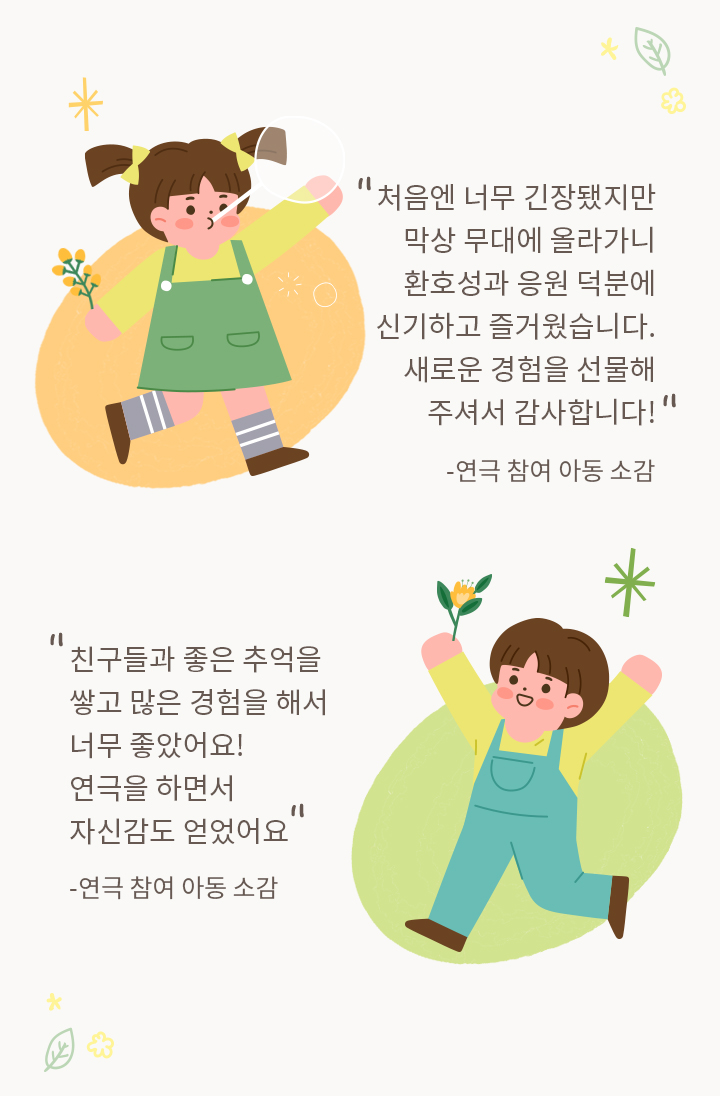 "처음엔 너무 긴장됐지만
막상 무대에 올라가니
환호성과 응원 덕분에
신기하고 즐거웠습니다.
새로운 경험을 선물해
주셔서 감사합니다!"
-연극 참여 아동 소감
"친구들과 좋은 추억을
쌓고 많은 경험을 해서
너무 좋았어요!
연극을 하면서
자신감도 얻었어요"
-연극 참여 아동 소감